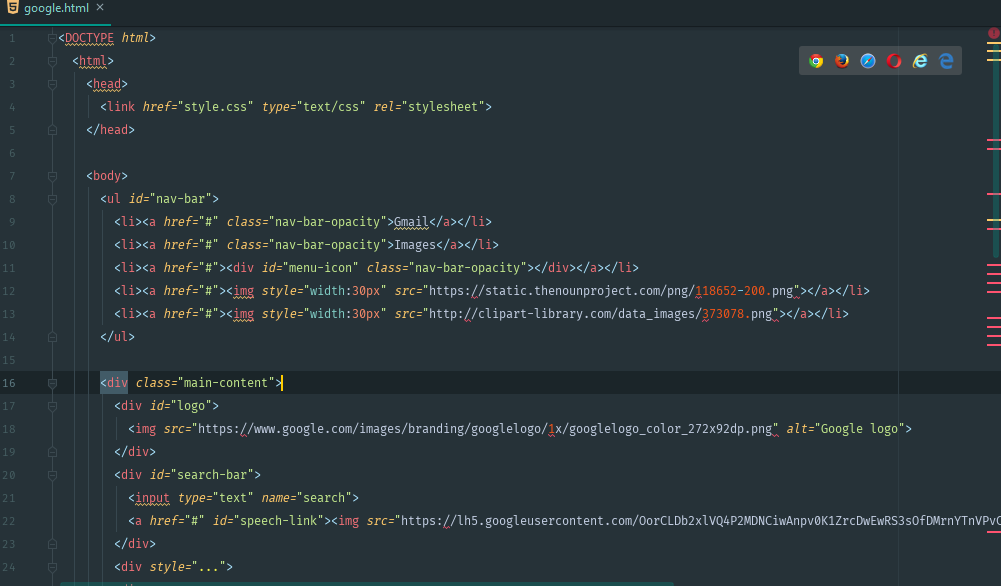 google.html ×
1 <DOCTYPE html>
2 <html>
3 <head>
4 <link href="style.css" type="text/css" rel="stylesheet">
5 </head>
6
7 <body>
8 <ul id="nav-bar">
9 <li><a href="#" class="nav-bar-opacity">Gmail</a></li>
10 <li><a href="#" class="nav-bar-opacity">Images</a></li>
11 <li><a href="#"><div id="menu-icon" class="nav-bar-opacity"></div></a></li>
12 <li><a href="#"><img style="width:30px" src="https://static.thenounproject.com/png/118652-200.png"></a></li>
13 <li><a href="#"><img style="width:30px" src="http://clipart-library.com/data_images/373078.png"></a></li>
14 </ul>
15
16 <div class="main-content">
17 <div id="logo">
18 <img src="https://www.google.com/images/branding/googlelogo/1x/googlelogo_color_272x92dp.png" alt="Google logo">
19 </div>
20 <div id="search-bar">
21 <input type="text" name="search">
22 <a href="#" id="speech-link"><img src="https://lh5.googleusercontent.com/OorCLDb2xlVQ4P2MDNCiwAnpv0K1ZrcDwEwRS3sOfDMrnYTnVPvC
23 </div>
24 <div style="...">